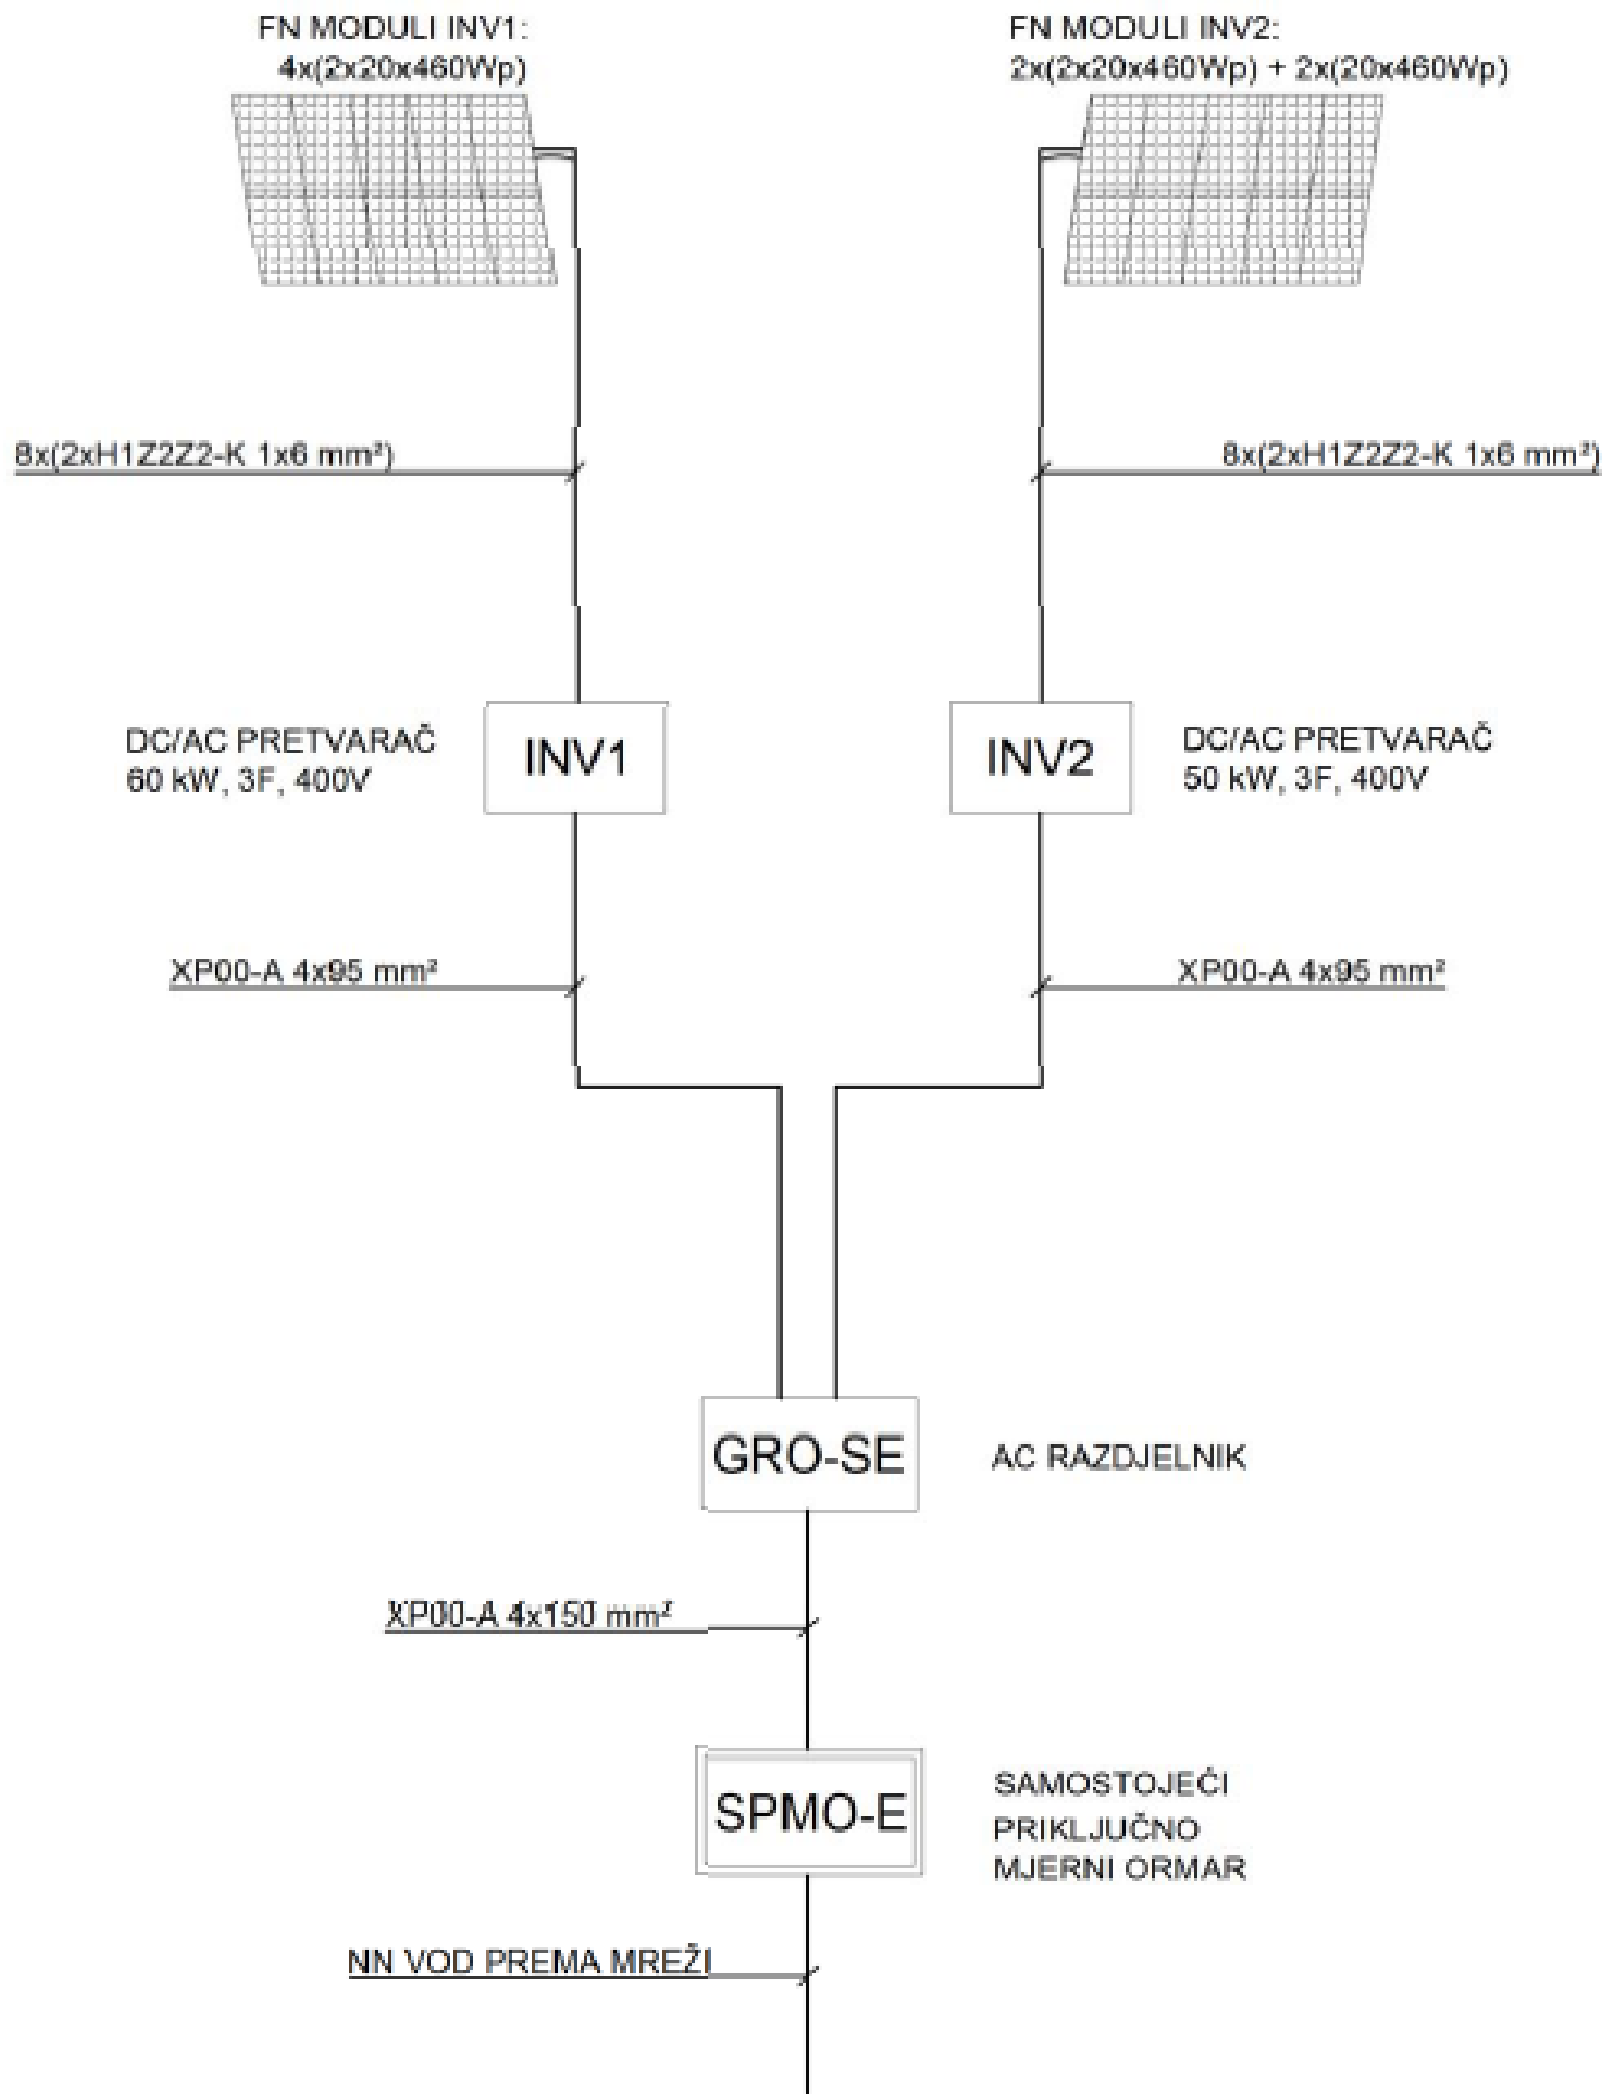 FN MODULI INV1:
4x(2x20x460Wp)
FN MODULI INV2:
2x(2x20x460Wp) + 2x(20x460Wp)
8x(2xH1Z2Z2-K 1x6 mm²)
8x(2xH1Z2Z2-K 1x6 mm²)
DC/AC PRETVARAČ
60 kW, 3F, 400V
INV1
INV2
DC/AC PRETVARAČ
50 kW, 3F, 400V
XP00-A 4x95 mm²
XP00-A 4x95 mm²
GRO-SE
AC RAZDJELNIK
XP00-A 4x150 mm²
SPMO-E
SAMOSTOJEĆI
PRIKLJUČNO
MJERNI ORMAR
NN VOD PREMA MREŽI